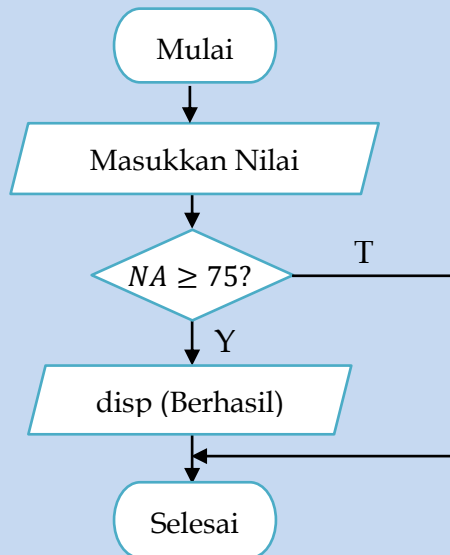 Mulai
Masukkan Nilai
NA ≥ 75?
T
Y
disp (Berhasil)
Selesai